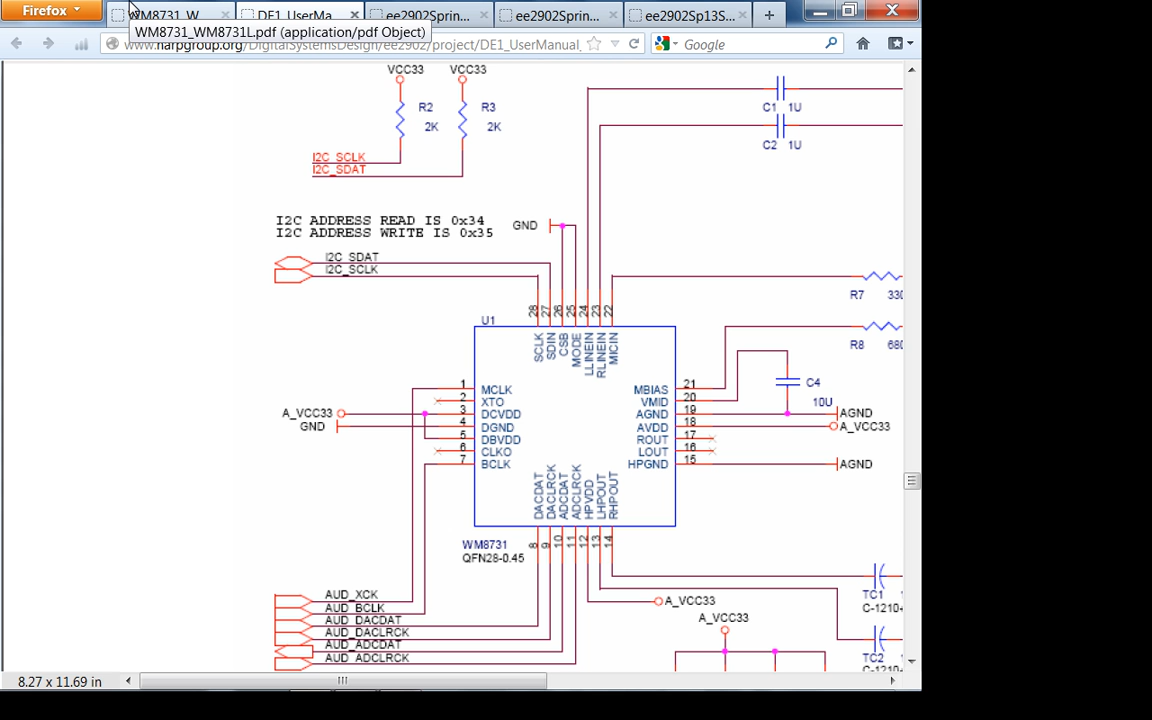 Firefox
WM8731_W
DE1_UserMa...
ee2902Sprin...
ee2902Sprin...
ee2902Sp13S...
WM8731_WM8731L.pdf (application/pdf Object)
www.harpgroup.org/DigitalSystemsDesign/ee2902/project/DE1_UserManual_
Google
VCC33
VCC33
R2
2K
R3
2K
C1 1U
C2 1U
I2C_SCLK
I2C_SDAT
I2C ADDRESS READ IS 0x34
I2C ADDRESS WRITE IS 0x35
GND
I2C_SDAT
I2C_SCLK
R7 330
R8 680
U1
28 27 26 25 24 23 22
SCLK SDIN CSB MODE LLINEIN RLINEIN MICIN
1 MCLK
2 XTO
3 DCVDD
4 DGND
5 DBVDD
6 CLKO
7 BCLK
MBIAS 21
VMID 20
AGND 19
AVDD 18
ROUT 17
LOUT 16
HPGND 15
A_VCC33
GND
C4
10U
AGND
A_VCC33
AGND
DACDAT DACLRCK ADCDAT ADCLRCK HPVDD LHPOUT RHPOUT
8 9 10 11 12 13 14
WM8731
QFN28-0.45
AUD_XCK
AUD_BCLK
AUD_DACDAT
AUD_DACLRCK
AUD_ADCDAT
AUD_ADCLRCK
A_VCC33
A_VCC33
TC1
C-1210
TC2
C-1210
8.27 x 11.69 in